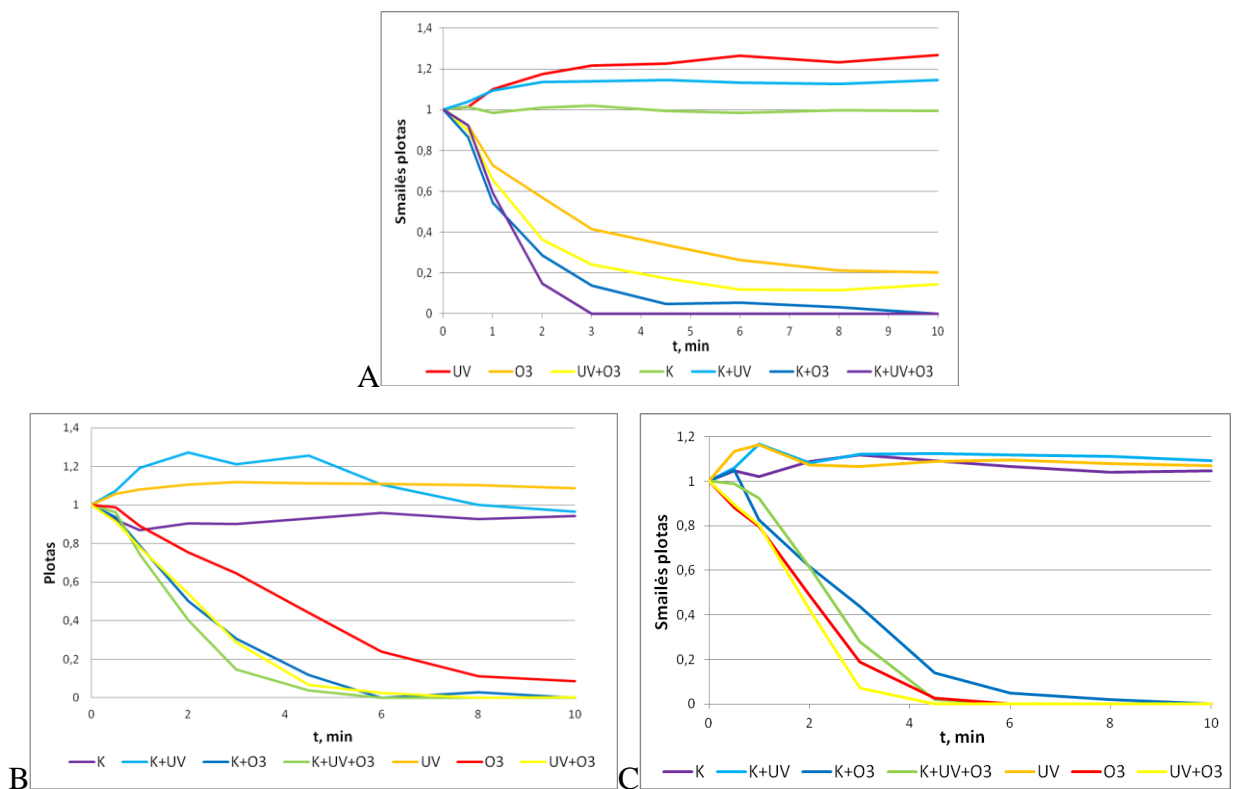 1,4
1,2
1
0,8
0,6
0,4
0,2
0
Smailės plotas
0 1 2 3 4 5 6 7 8 9 10
t, min
UV O3 UV+O3 K K+UV K+O3 K+UV+O3
A
1,4
1,2
1
0,8
0,6
0,4
0,2
0
Plotas
0 2 4 6 8 10
t, min
K K+UV K+O3 K+UV+O3 UV O3 UV+O3
B
1,2
1
0,8
0,6
0,4
0,2
0
Smailės plotas
0 2 4 6 8 10
t, min
K K+UV K+O3 K+UV+O3 UV O3 UV+O3
C